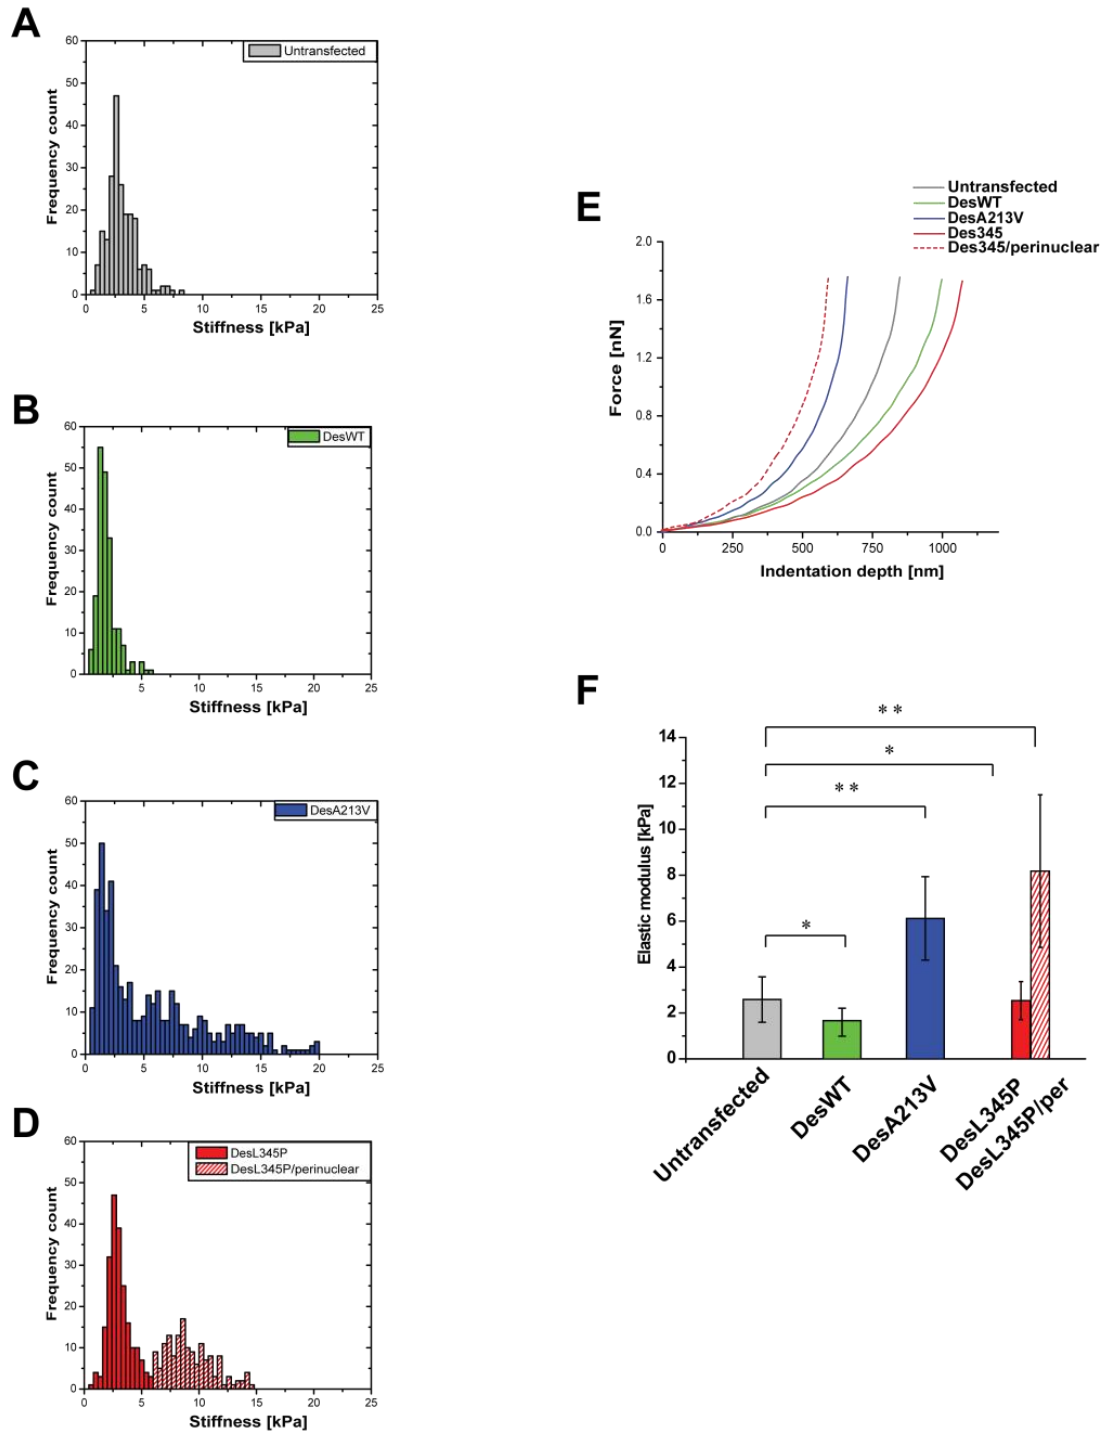 A
60
50
40
30
20
10
0
Frequency count
Untransfected
0 5 10 15 20 25
Stiffness [kPa]
B
60
50
40
30
20
10
0
Frequency count
DesWT
5 10 15 20 25
Stiffness [kPa]
C
60
50
40
30
20
10
0
Frequency count
DesA213V
0 5 10 15 20 25
Stiffness [kPa]
D
60
50
40
30
20
10
0
Frequency count
DesL345P
DesL345P/perinuclear
0 5 10 15 20 25
Stiffness [kPa]
E
Untransfected
DesWT
DesA213V
Des345
Des345/perinuclear
2.0
1.6
1.2
0.8
0.4
0.0
Force [nN]
0 250 500 750 1000
Indentation depth [nm]
F
14
12
10
8
6
4
2
0
Elastic modulus [kPa]
**
*
**
*
Untransfected
DesWT
DesA213V
DesL345P
DesL345P/per